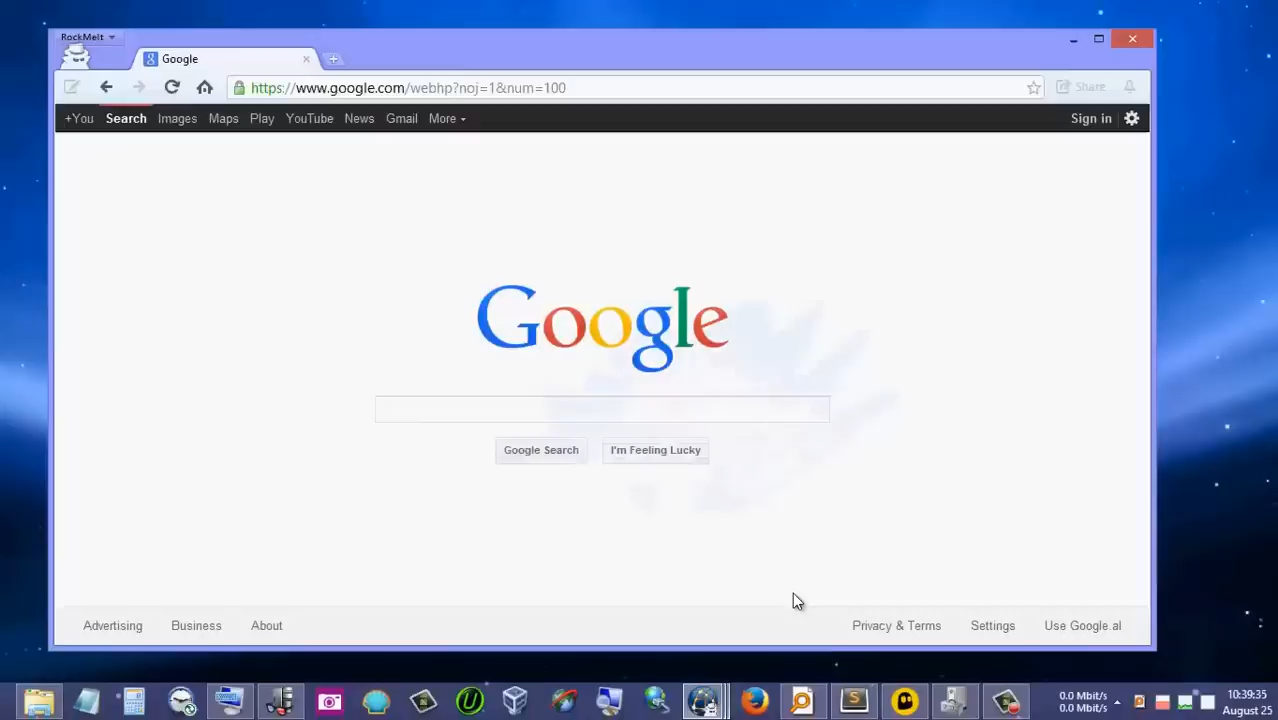 RockMelt
Google
https://www.google.com/webhp?noj=1&num=100
Share
+You Search Images Maps Play YouTube News Gmail More
Sign in
Google
Google Search
I'm Feeling Lucky
Advertising Business About
Privacy & Terms Settings Use Google.al
0.0 Mbit/s
0.0 Mbit/s
10:39:35
August 25